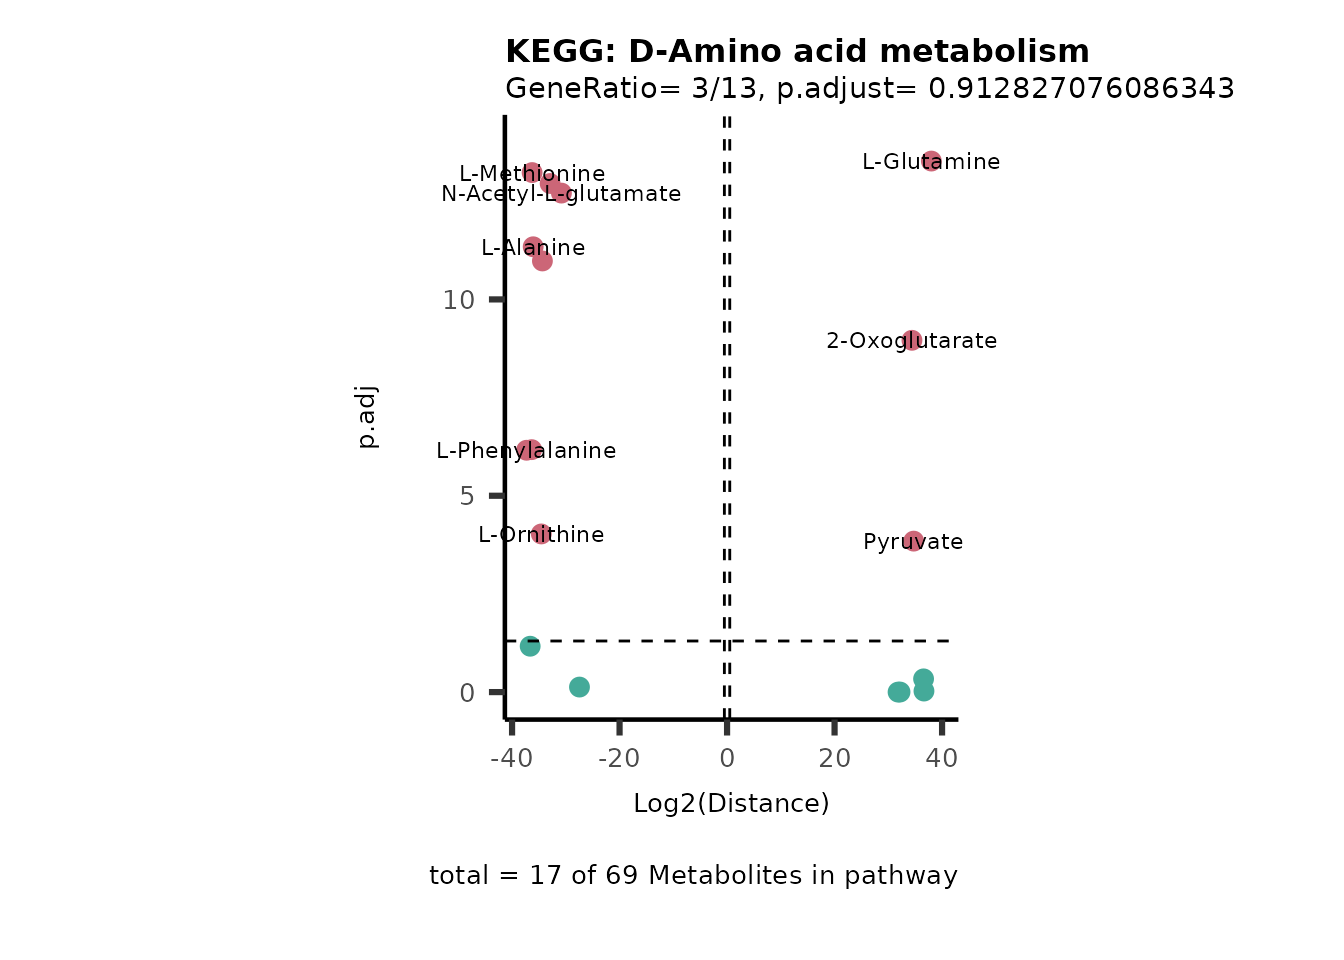 KEGG: D-Amino acid metabolism
GeneRatio= 3/13, p.adjust= 0.912827076086343
L-Methionine
L-Glutamine
N-Acetyl-L-glutamate
L-Alanine
10
2-Oxoglutarate
p.adj
L-Phenylalanine
5
L-Ornithine
Pyruvate
0
-40 -20 0 20 40
Log2(Distance)
total = 17 of 69 Metabolites in pathway